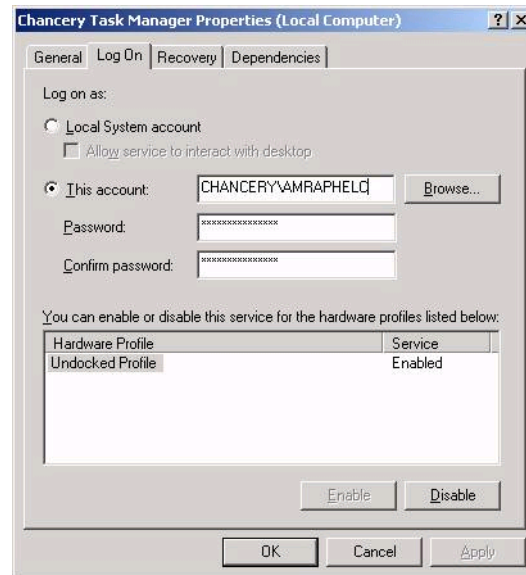 Chancery Task Manager Properties (Local Computer) ? X
General Log On Recovery Dependencies
Log on as:
Local System account
Allow service to interact with desktop
This account: CHANCERY\AMRAPHELC Browse...
Password: ***************
Confirm password: ***************
You can enable or disable this service for the hardware profiles listed below:
Hardware Profile Service
Undocked Profile Enabled
Enable Disable
OK Cancel Apply